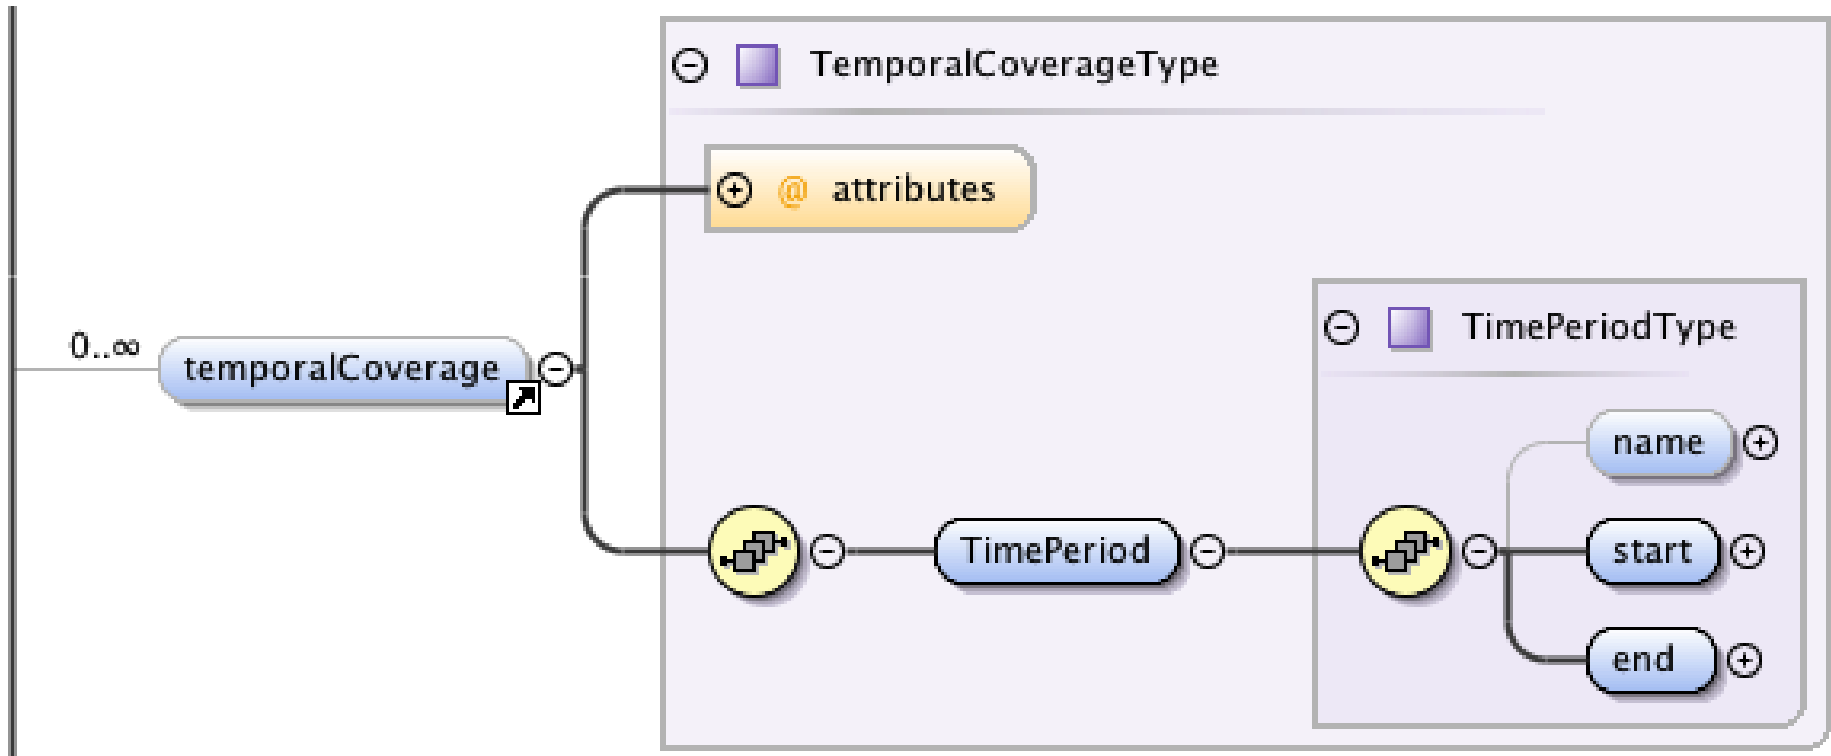 TemporalCoverageType
@ attributes
0..∞
temporalCoverage
TimePeriodType
name
TimePeriod
start
end